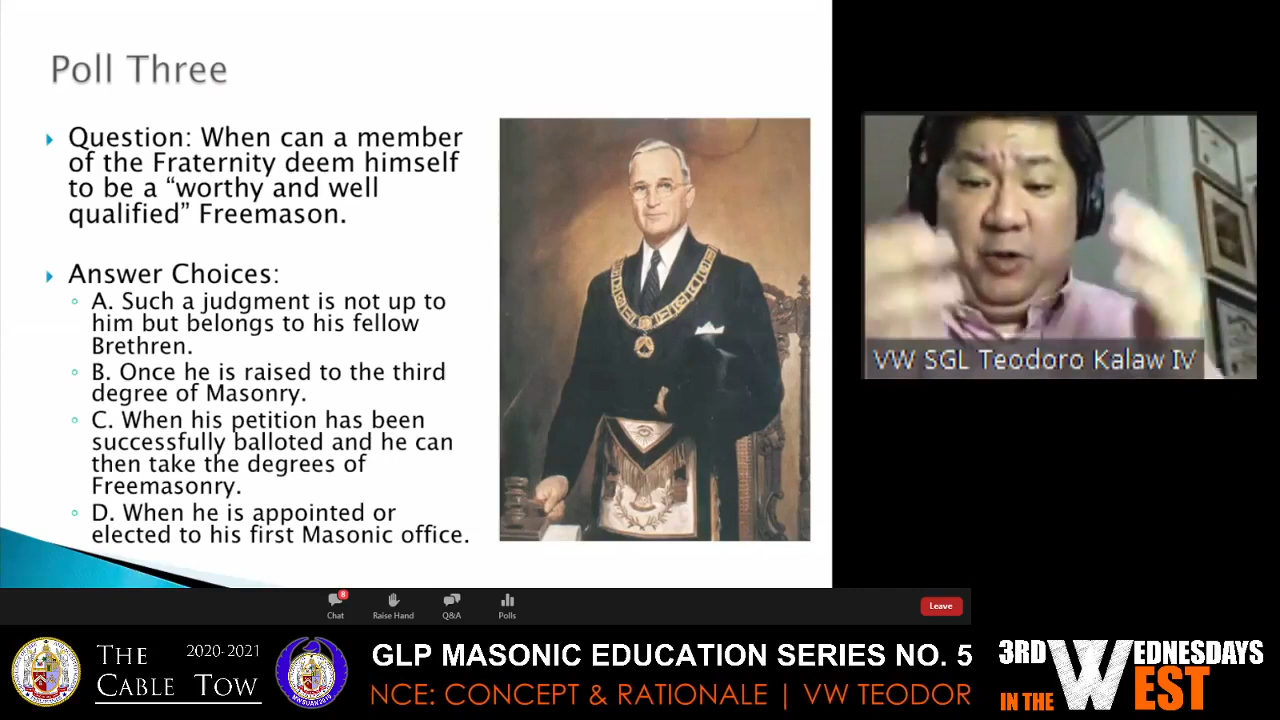 Poll Three
Question: When can a member
of the Fraternity deem himself
to be a “worthy and well
qualified” Freemason.
Answer Choices:
A. Such a judgment is not up to
him but belongs to his fellow
Brethren.
B. Once he is raised to the third
degree of Masonry.
C. When his petition has been
successfully balloted and he can
then take the degrees of
Freemasonry.
D. When he is appointed or
elected to his first Masonic office.
VW SGL Teodoro Kalaw IV
8
Chat
Raise Hand
Q&A
Polls
Leave
THE 2020-2021
CABLE TOW
GLP MASONIC EDUCATION SERIES NO. 5
NCE: CONCEPT & RATIONALE | VW TEODOR
3RD WEDNESDAYS
IN THE WEST